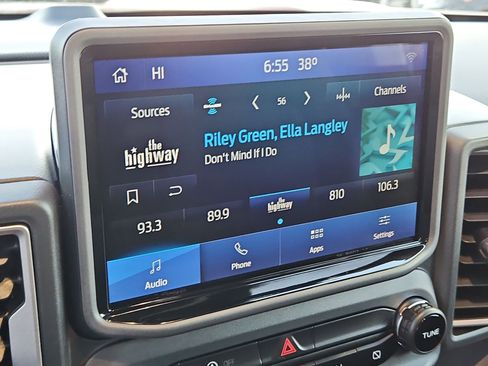 HI
6:55 38°
Sources
56
Channels
the highway
Riley Green, Ella Langley
Don't Mind If I Do
93.3
89.9
the highway
810
106.3
Audio
Phone
Apps
Settings
OFF
TUNE